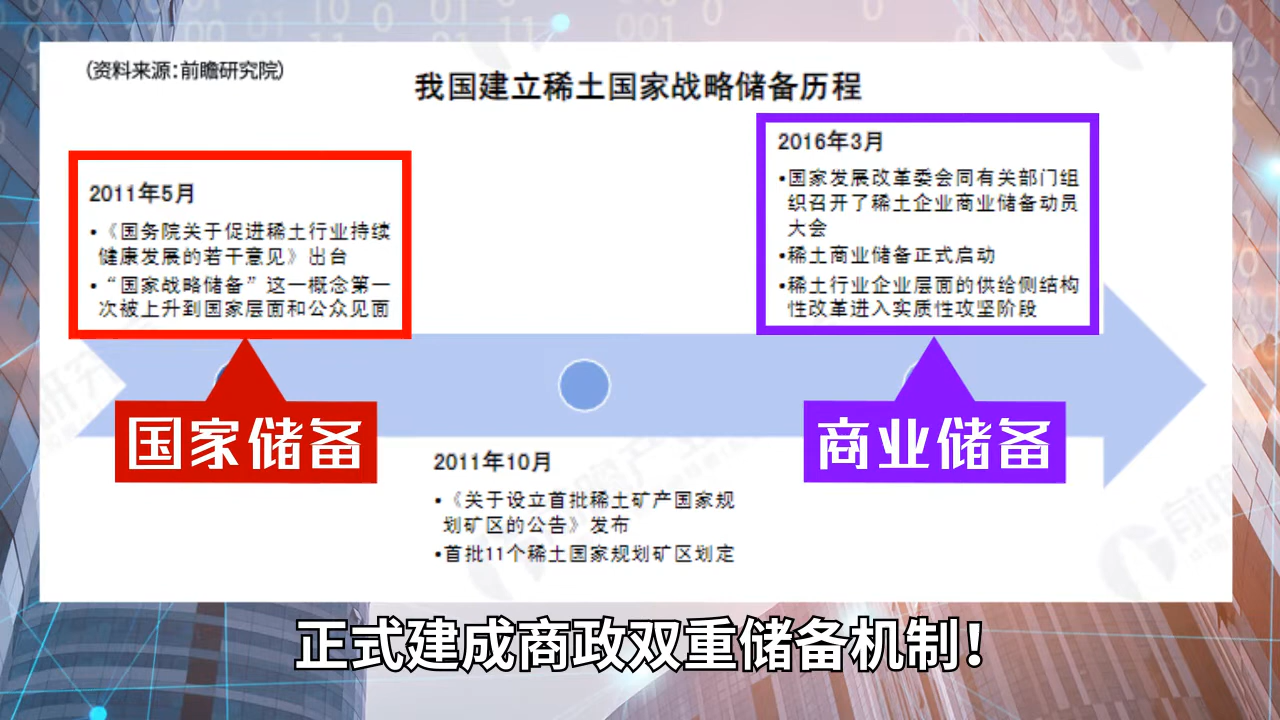 （资料来源：前瞻研究院）
我国建立稀土国家战略储备历程
2011年5月
•《国务院关于促进稀土行业持续
健康发展的若干意见》出台
•“国家战略储备”这一概念第一
次被上升到国家层面和公众见面
国家储备
2011年10月
•《关于设立首批稀土矿产国家规
划矿区的公告》发布
•首批11个稀土国家规划矿区划定
2016年3月
•国家发展改革委会同有关部门组
织召开了稀土企业商业储备动员
大会
•稀土商业储备正式启动
•稀土行业企业层面的供给侧结构
性改革进入实质性攻坚阶段
商业储备
正式建成商政双重储备机制！